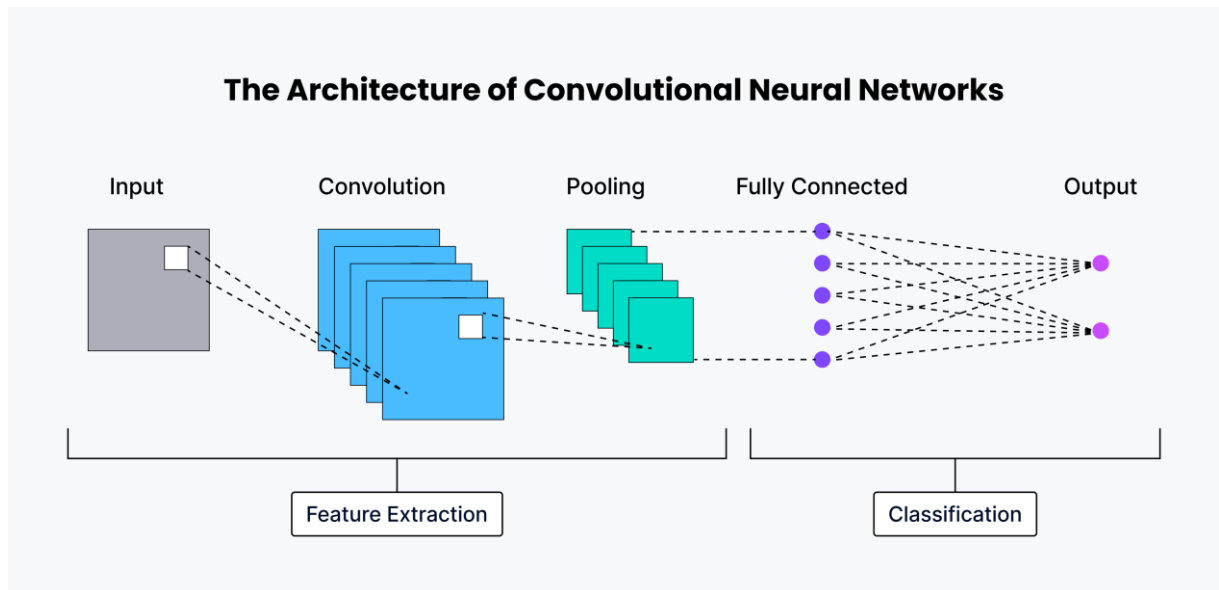 The Architecture of Convolutional Neural Networks
Input
Convolution
Pooling
Fully Connected
Output
Feature Extraction
Classification